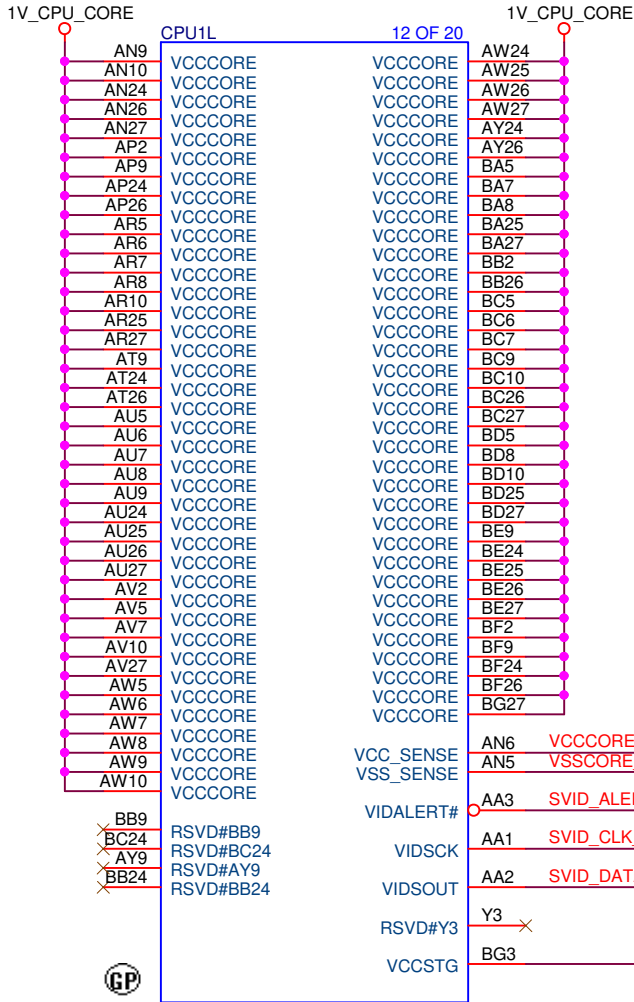 1V_CPU_CORE 1V_CPU_CORE
CPU1L 12 OF 20
AN9 VCCCORE VCCCORE AW24
AN10 VCCCORE VCCCORE AW25
AN24 VCCCORE VCCCORE AW26
AN26 VCCCORE VCCCORE AW27
AN27 VCCCORE VCCCORE AY24
AP2 VCCCORE VCCCORE AY26
AP9 VCCCORE VCCCORE BA5
AP24 VCCCORE VCCCORE BA7
AP26 VCCCORE VCCCORE BA8
AR5 VCCCORE VCCCORE BA25
AR6 VCCCORE VCCCORE BA27
AR7 VCCCORE VCCCORE BB2
AR8 VCCCORE VCCCORE BB26
AR10 VCCCORE VCCCORE BC5
AR25 VCCCORE VCCCORE BC6
AR27 VCCCORE VCCCORE BC7
AT9 VCCCORE VCCCORE BC9
AT24 VCCCORE VCCCORE BC10
AT26 VCCCORE VCCCORE BC26
AU5 VCCCORE VCCCORE BC27
AU6 VCCCORE VCCCORE BD5
AU7 VCCCORE VCCCORE BD8
AU8 VCCCORE VCCCORE BD10
AU9 VCCCORE VCCCORE BD25
AU24 VCCCORE VCCCORE BD27
AU25 VCCCORE VCCCORE BE9
AU26 VCCCORE VCCCORE BE24
AU27 VCCCORE VCCCORE BE25
AV2 VCCCORE VCCCORE BE26
AV5 VCCCORE VCCCORE BE27
AV7 VCCCORE VCCCORE BF2
AV10 VCCCORE VCCCORE BF9
AV27 VCCCORE VCCCORE BF24
AW5 VCCCORE VCCCORE BF26
AW6 VCCCORE VCCCORE BG27
AW7 VCCCORE
AW8 VCCCORE VCC_SENSE AN6 VCCCORE
AW9 VCCCORE VSS_SENSE AN5 VSSCORE
AW10 VCCCORE
VIDALERT# AA3 SVID_ALE
BB9 RSVD#BB9
BC24 RSVD#BC24 VIDSCK AA1 SVID_CLK
AY9 RSVD#AY9
BB24 RSVD#BB24 VIDSOUT AA2 SVID_DAT
RSVD#Y3 Y3
VCCSTG BG3
GP